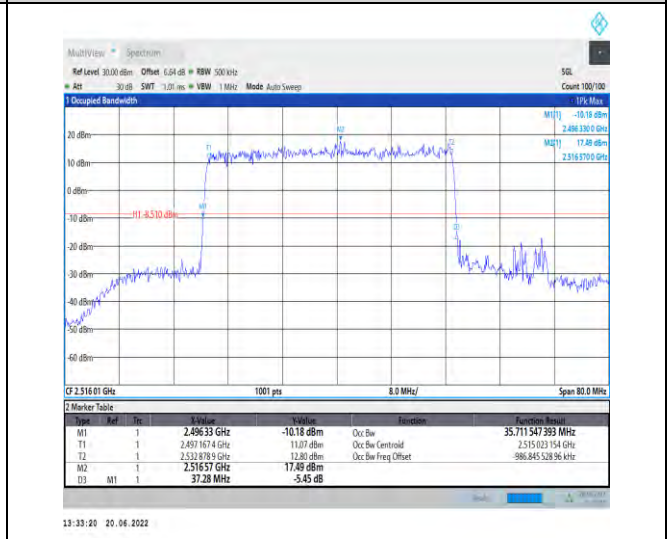 MultiView Spectrum
Ref Level 30.00 dBm Offset 6.64 dB RBW 500 kHz SGL
Att 30 dB SWT 1.01 ms VBW 1 MHz Mode Auto Sweep Count 100/100
1 Occupied Bandwidth 1Pk Max
M1[1] -10.18 dBm
2.496 330 0 GHz
M2[1] 17.49 dBm
2.516 570 0 GHz
M2
T1
20 dBm
10 dBm
0 dBm
M1
H1 -8.510 dBm
-10 dBm
D3
-20 dBm
-30 dBm
-40 dBm
-50 dBm
-60 dBm
CF 2.516 01 GHz 1001 pts 8.0 MHz/ Span 80.0 MHz
2 Marker Table
Type Ref Trc X-Value Y-Value Function Function Result
M1 1 2.496 33 GHz -10.18 dBm Occ Bw 35.711 547 393 MHz
T1 1 2.497 167 4 GHz 11.07 dBm Occ Bw Centroid 2.515 023 154 GHz
T2 1 2.532 878 9 GHz 12.80 dBm Occ Bw Freq Offset -986.845 528 96 kHz
M2 1 2.516 57 GHz 17.49 dBm
D3 M1 1 37.28 MHz -5.45 dB
13:33:20 20.06.2022